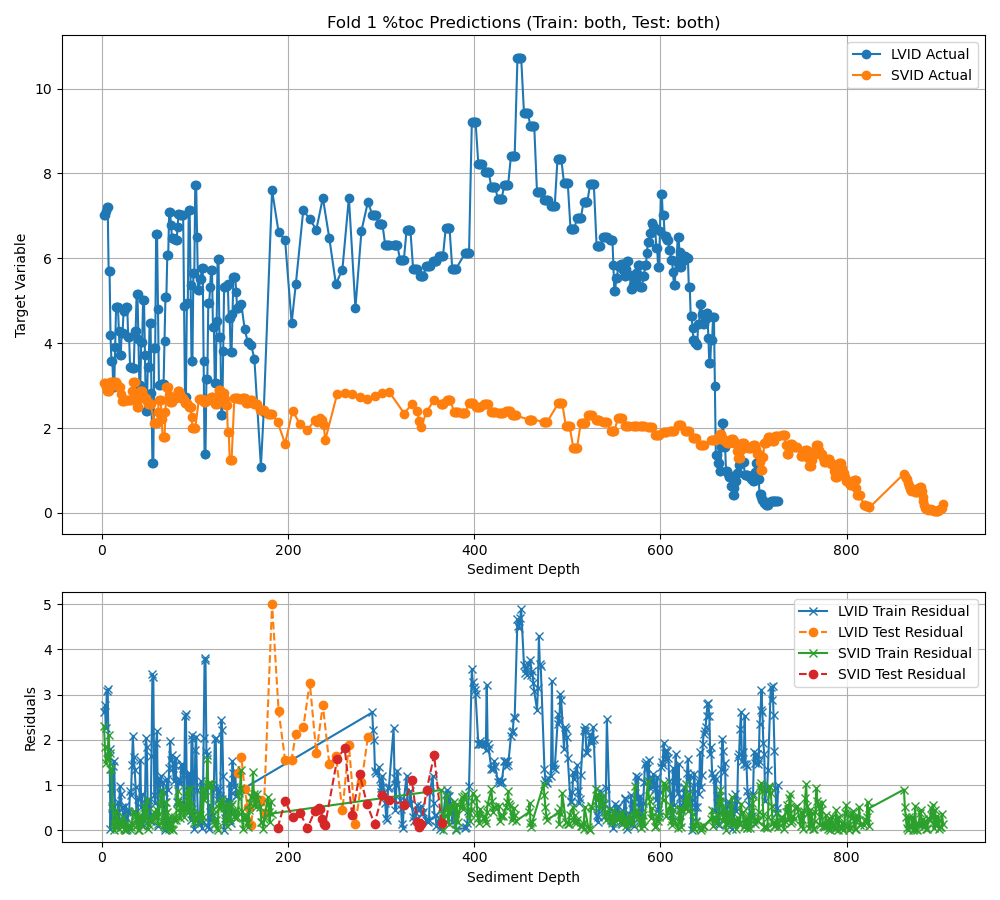 Fold 1 %toc Predictions (Train: both, Test: both)
LVID Actual
SVID Actual
Target Variable
10
8
6
4
2
0
0 200 400 600 800
Sediment Depth
LVID Train Residual
LVID Test Residual
SVID Train Residual
SVID Test Residual
Residuals
5
4
3
2
1
0
0 200 400 600 800
Sediment Depth